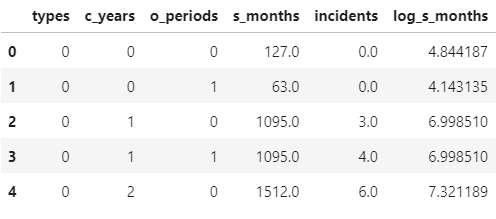 types c_years o_periods s_months incidents log_s_months
0 0 0 0 127.0 0.0 4.844187
1 0 0 1 63.0 0.0 4.143135
2 0 1 0 1095.0 3.0 6.998510
3 0 1 1 1095.0 4.0 6.998510
4 0 2 0 1512.0 6.0 7.321189